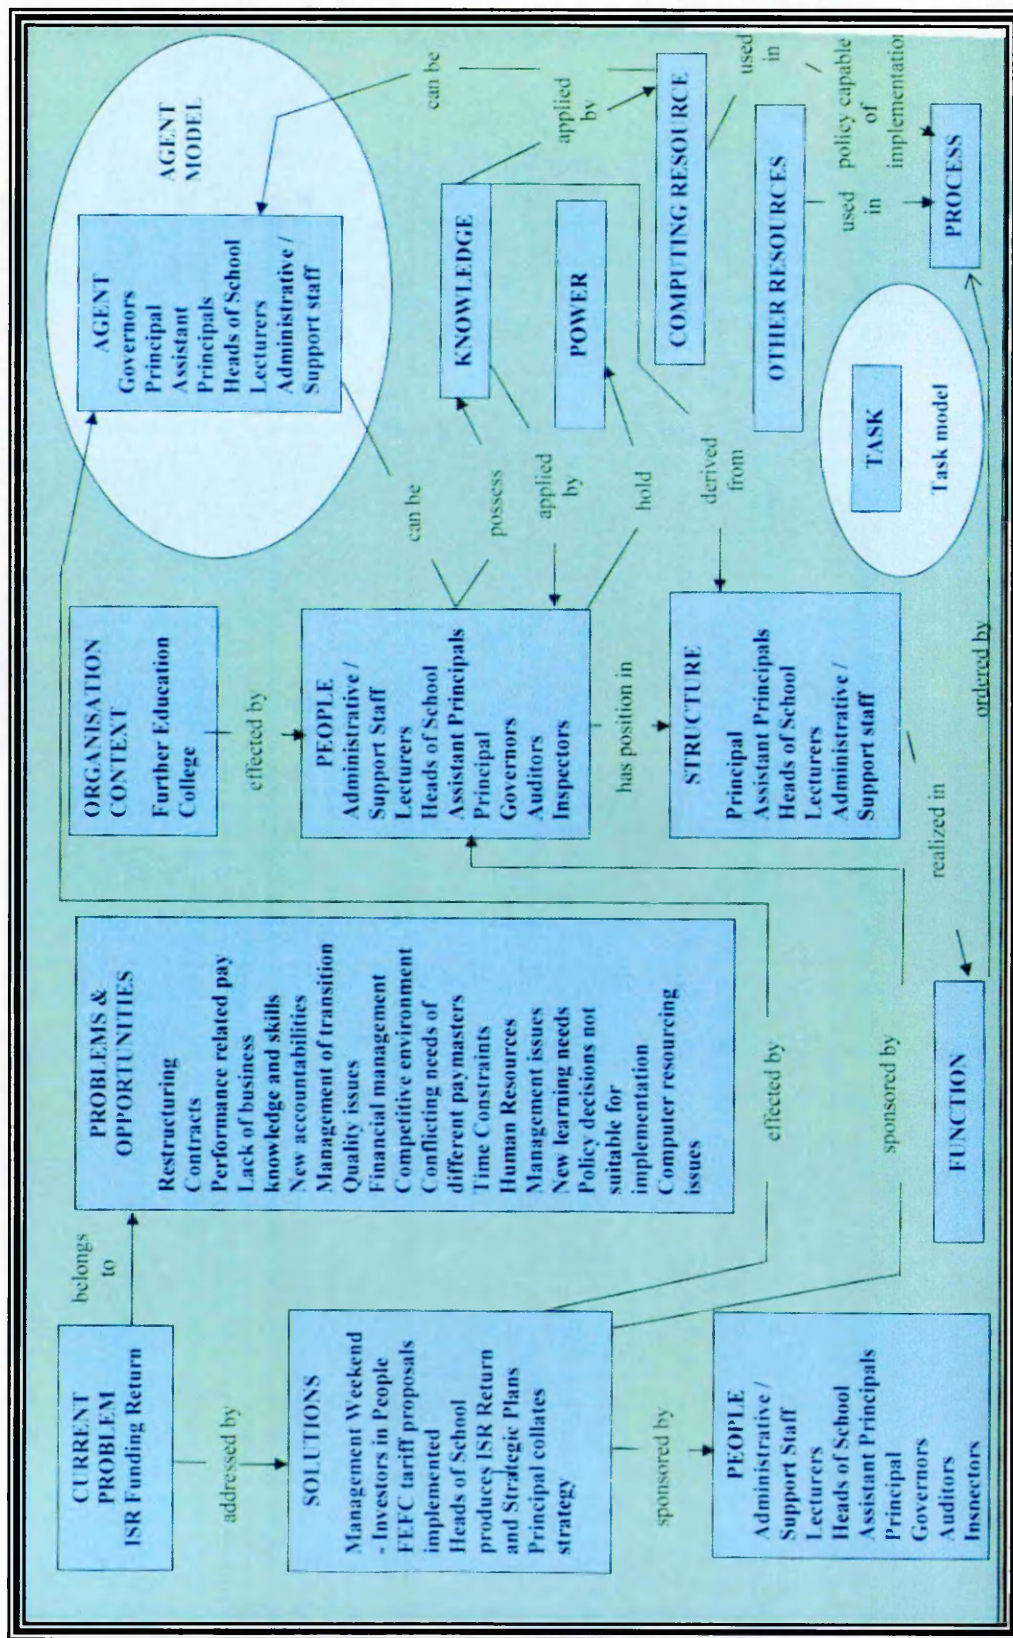 CURRENT
PROBLEM
ISR Funding Return
belongs
to
addressed by
SOLUTIONS
Management Weekend
- Investors in People
FEFC tariff proposals
implemented
Heads of School
produces ISR Return
and Strategic Plans
Principal collates
strategy
sponsored by
PEOPLE
Administrative /
Support Staff
Lecturers
Heads of School
Assistant Principals
Principal
Governors
Auditors
Inspectors
PROBLEMS &
OPPORTUNITIES
Restructuring
Contracts
Performance related pay
Lack of business
knowledge and skills
New accountabilities
Management of transition
Quality issues
Financial management
Competitive environment
Conflicting needs of
different paymasters
Time Constraints
Human Resources
Management issues
New learning needs
Policy decisions not
suitable for
implementation
Computer resourcing
issues
effected by
sponsored by
FUNCTION
ORGANISATION
CONTEXT
Further Education
College
effected by
PEOPLE
Administrative /
Support Staff
Lecturers
Heads of School
Assistant Principals
Principal
Governors
Auditors
Inspectors
has position in
STRUCTURE
Principal
Assistant Principals
Heads of School
Lecturers
Administrative /
Support staff
realized in
ordered by
AGENT
MODEL
AGENT
Governors
Principal
Assistant
Principals
Heads of School
Lecturers
Administrative /
Support staff
can be
can be
possess
applied
by
hold
derived
from
KNOWLEDGE
POWER
applied
by
COMPUTING RESOURCE
used
in
OTHER RESOURCES
used
in
/
policy capable
of
implementation
TASK
Task model
PROCESS